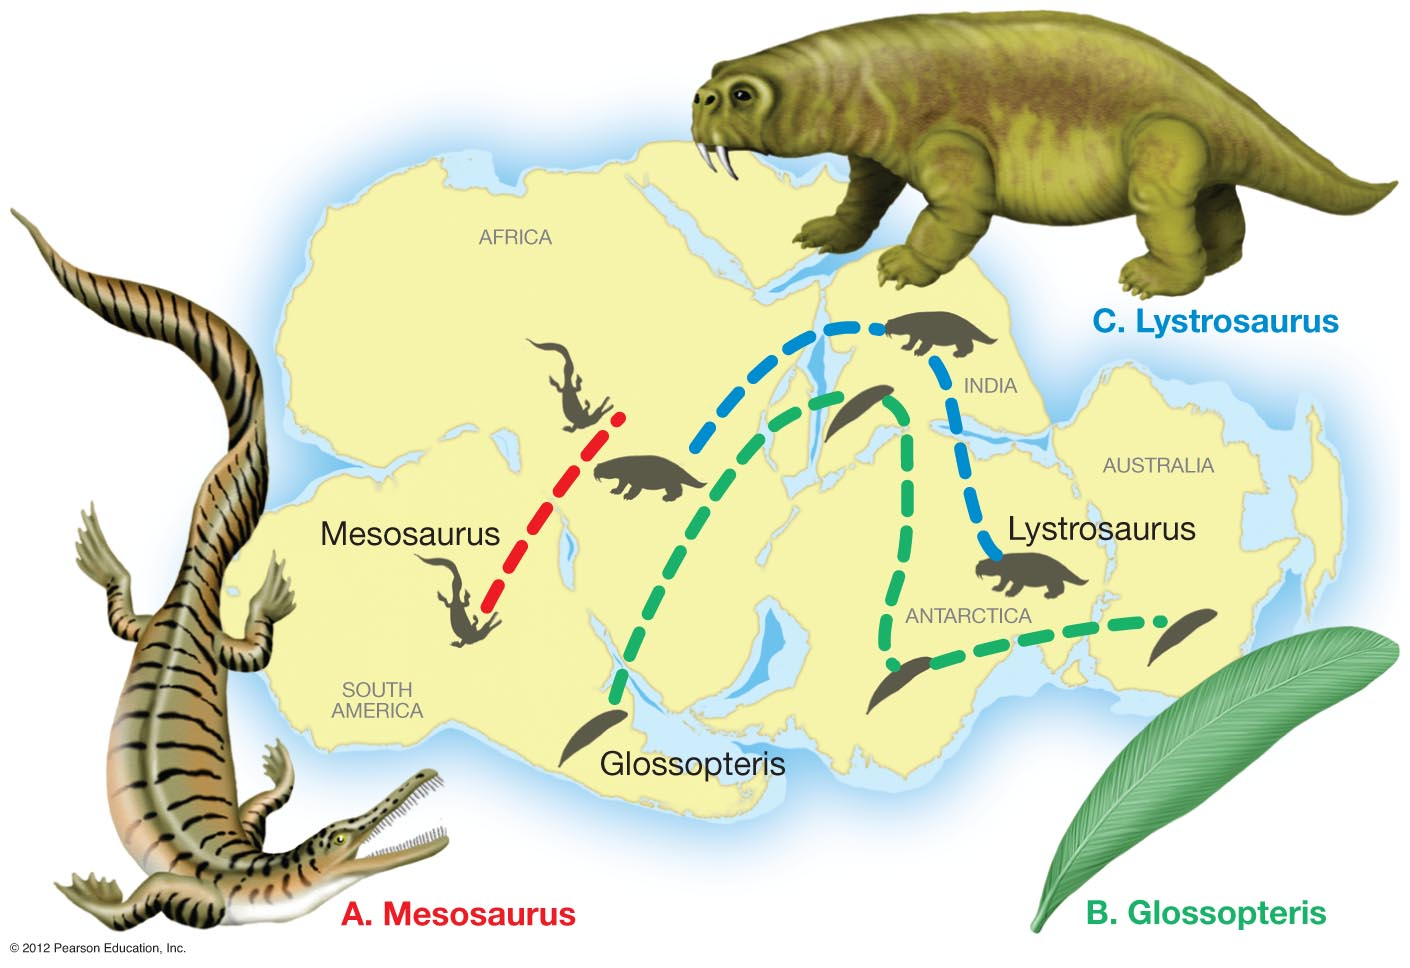 AFRICA
C. Lystrosaurus
INDIA
AUSTRALIA
Mesosaurus
Lystrosaurus
ANTARCTICA
SOUTH
AMERICA
Glossopteris
A. Mesosaurus
B. Glossopteris
© 2012 Pearson Education, Inc.